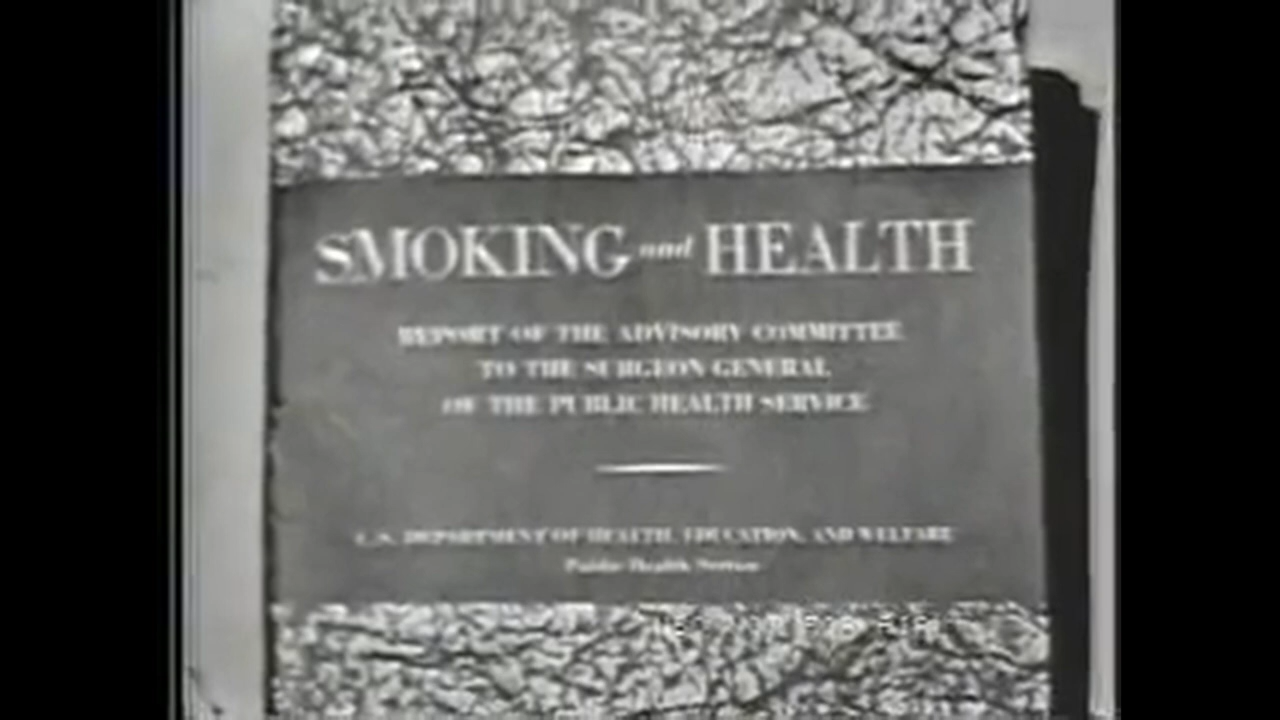 SMOKING and HEALTH
REPORT OF THE ADVISORY COMMITTEE
TO THE SURGEON GENERAL
OF THE PUBLIC HEALTH SERVICE
U.S. DEPARTMENT OF HEALTH, EDUCATION, AND WELFARE
Public Health Service